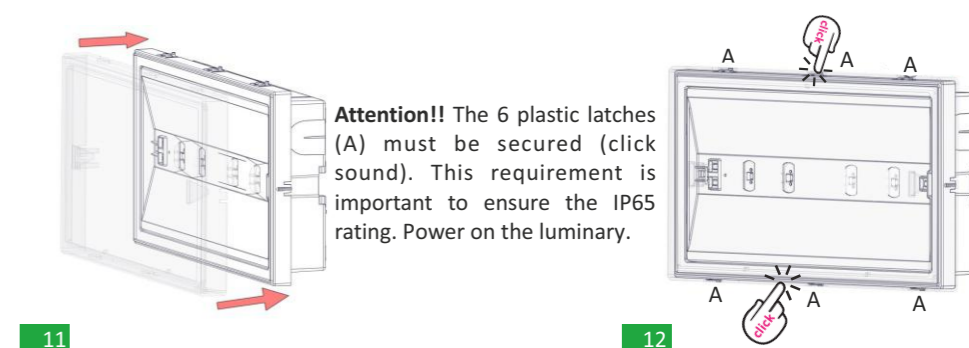 Attention!! The 6 plastic latches
(A) must be secured (click
sound). This requirement is
important to ensure the IP65
rating. Power on the luminary.
11
click
A A A
A A A
click
12